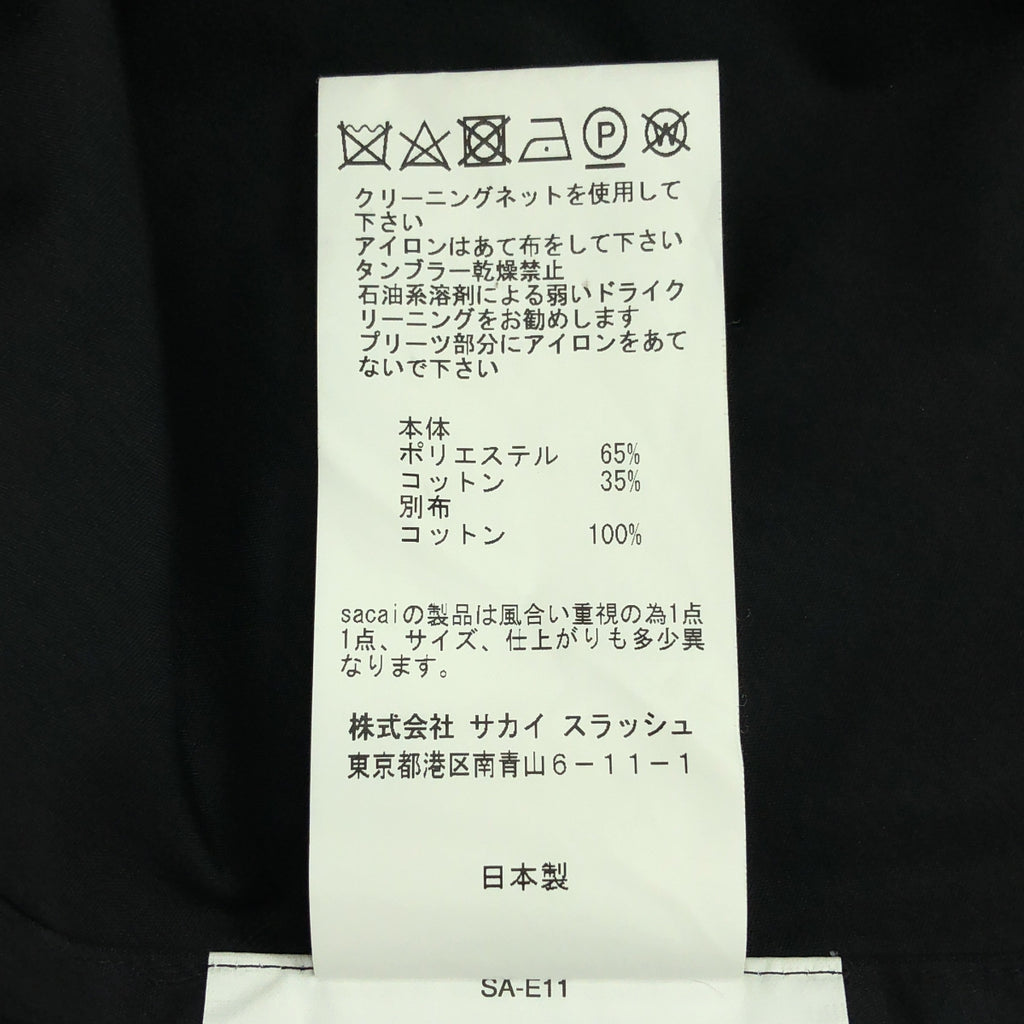 P W
クリーニングネットを使用して
下さい
アイロンはあて布をして下さい
タンブラー乾燥禁止
石油系溶剤による弱いドライク
リーニングをお勧めします
プリーツ部分にアイロンをあて
ないで下さい
本体
ポリエステル 65%
コットン 35%
別布
コットン 100%
sacaiの製品は風合い重視の為1点
1点、サイズ、仕上がりも多少異
なります。
株式会社 サカイ スラッシュ
東京都港区南青山6-11-1
日本製
SA-E11